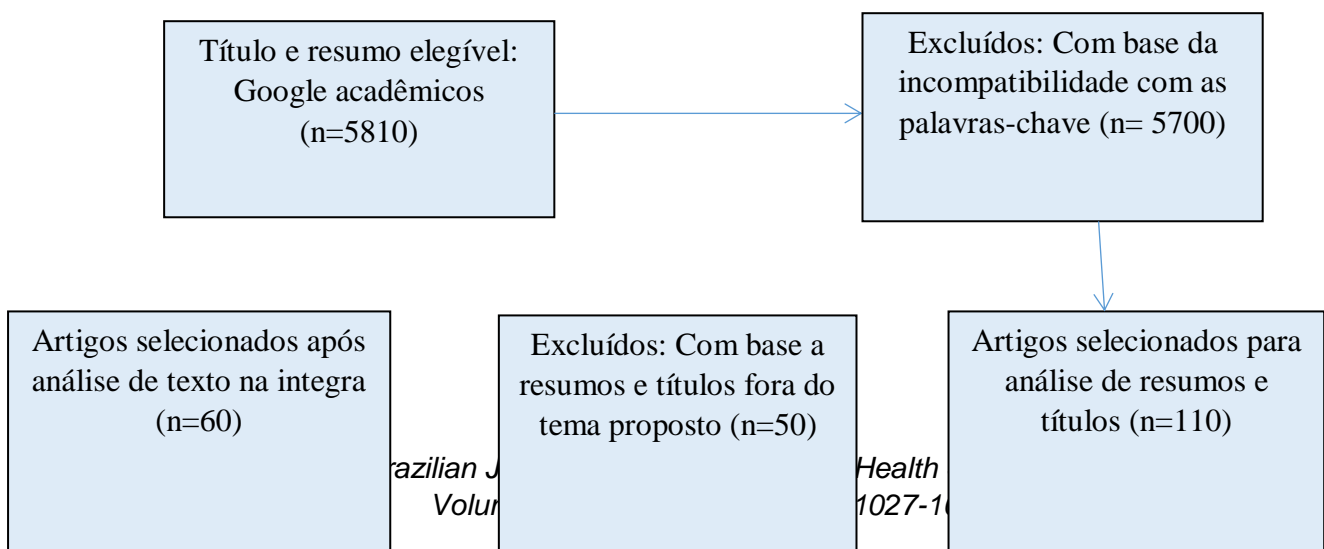 Título e resumo elegível:
Google acadêmicos
(n=5810)
Excluídos: Com base da
incompatibilidade com as
palavras-chave (n= 5700)
Artigos selecionados após
análise de texto na integra
(n=60)
Excluídos: Com base a
resumos e títulos fora do
tema proposto (n=50)
Artigos selecionados para
análise de resumos e
títulos (n=110)
Health
1027-